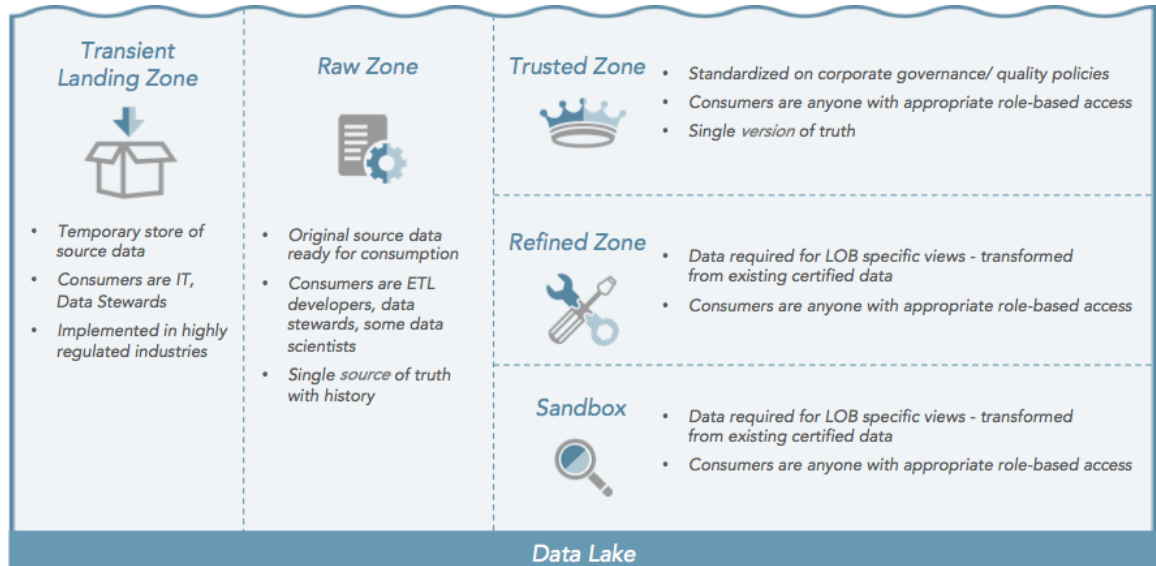 Transient
Landing Zone
• Temporary store of
source data
• Consumers are IT,
Data Stewards
• Implemented in highly
regulated industries
Raw Zone
• Original source data
ready for consumption
• Consumers are ETL
developers, data
stewards, some data
scientists
• Single source of truth
with history
Trusted Zone
• Standardized on corporate governance/ quality policies
• Consumers are anyone with appropriate role-based access
• Single version of truth
Refined Zone
• Data required for LOB specific views - transformed
from existing certified data
• Consumers are anyone with appropriate role-based access
Sandbox
• Data required for LOB specific views - transformed
from existing certified data
• Consumers are anyone with appropriate role-based access
Data Lake